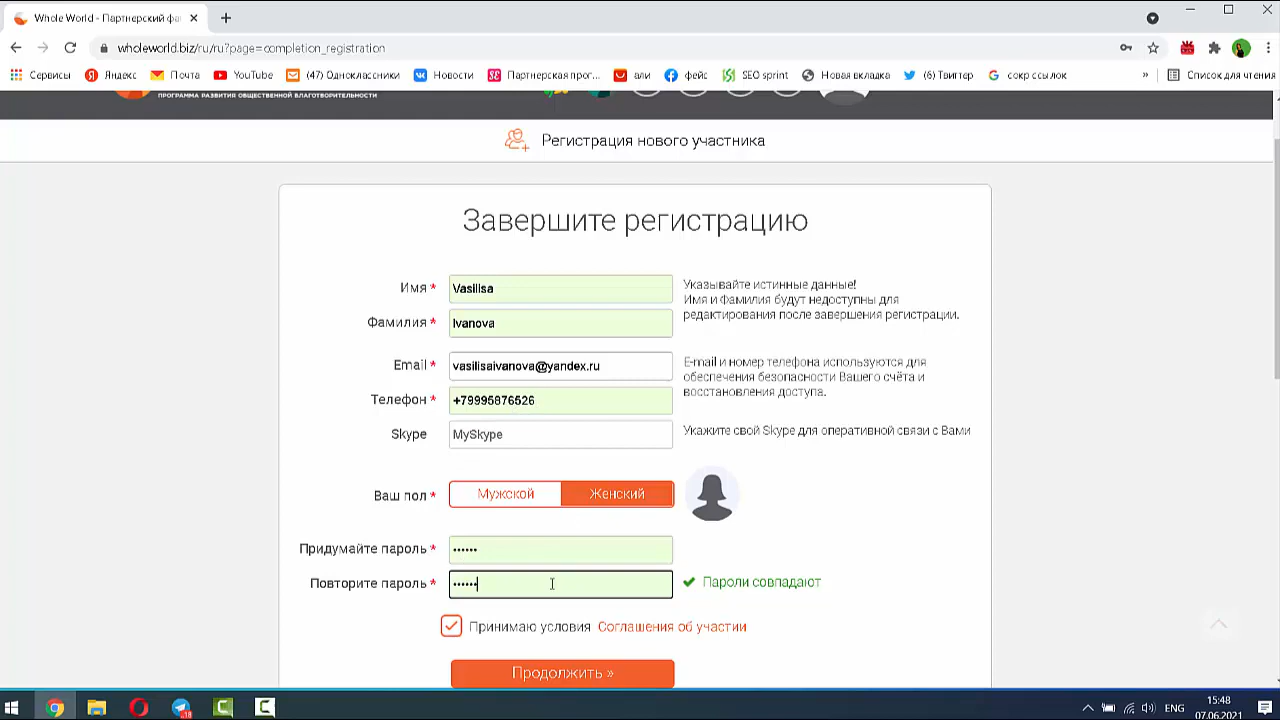 Whole World - Партнерский фа
wholeworld.biz/ru/ru?page=completion_registration
Сервисы Яндекс Почта YouTube (47) Одноклассники Новости Партнерская прог... али фейс SEO sprint Новая вкладка (6) Твиттер сокр ссылок » Список для чтения
ПРОГРАММА РАЗВИТИЯ ОБЩЕСТВЕННОЙ БЛАГОТВОРИТЕЛЬНОСТИ
Регистрация нового участника
Завершите регистрацию
Имя * Vasilisa
Указывайте истинные данные!
Имя и Фамилия будут недоступны для
редактирования после завершения регистрации.
Фамилия * Ivanova
Email * vasilisaivanova@yandex.ru
E-mail и номер телефона используются для
обеспечения безопасности Вашего счёта и
восстановления доступа.
Телефон * +79995876526
Skype MySkype
Укажите свой Skype для оперативной связи с Вами
Ваш пол * Мужской Женский
Придумайте пароль * ••••••
Повторите пароль * •••••• Пароли совпадают
Принимаю условия Соглашения об участии
Продолжить »
18
ENG
15:48
07.06.2021